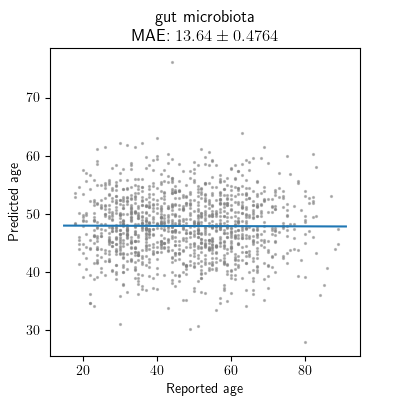 gut microbiota
MAE: 13.64 ± 0.4764
Predicted age
70
60
50
40
30
20 40 60 80
Reported age